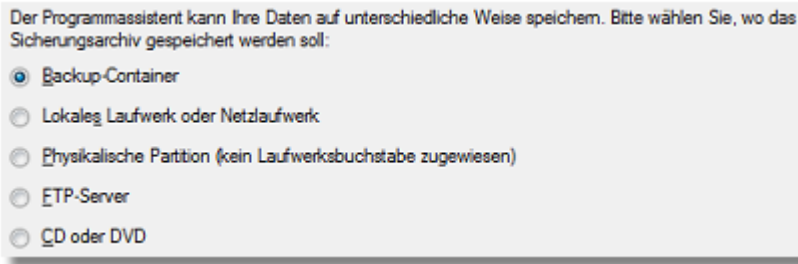 Der Programmassistent kann Ihre Daten auf unterschiedliche Weise speichern. Bitte wählen Sie, wo das
Sicherungsarchiv gespeichert werden soll:
Backup-Container
Lokales Laufwerk oder Netzlaufwerk
Physikalische Partition (kein Laufwerksbuchstabe zugewiesen)
FTP-Server
CD oder DVD